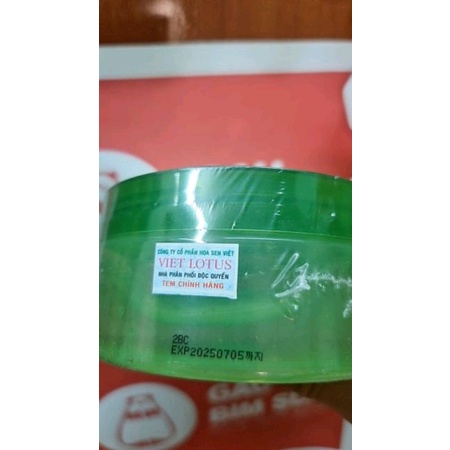 CÔNG TY CỔ PHẦN HOA SEN VIỆT
VIET LOTUS
NHÀ PHÂN PHỐI ĐỘC QUYỀN
TEM CHÍNH HÃNG
2BC
EXP20250705까지